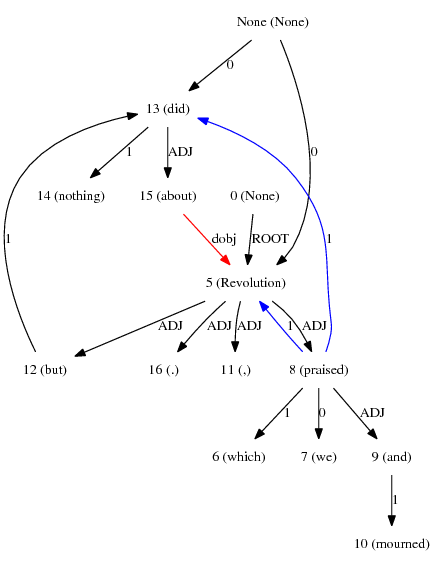 None (None)
0
13 (did)
1 ADJ 0
14 (nothing) 15 (about) 0 (None)
1 dobj ROOT 1
5 (Revolution)
ADJ ADJ ADJ 1 ADJ
12 (but) 16 (.) 11 (,) 8 (praised)
1 0 ADJ
6 (which) 7 (we) 9 (and)
1
10 (mourned)